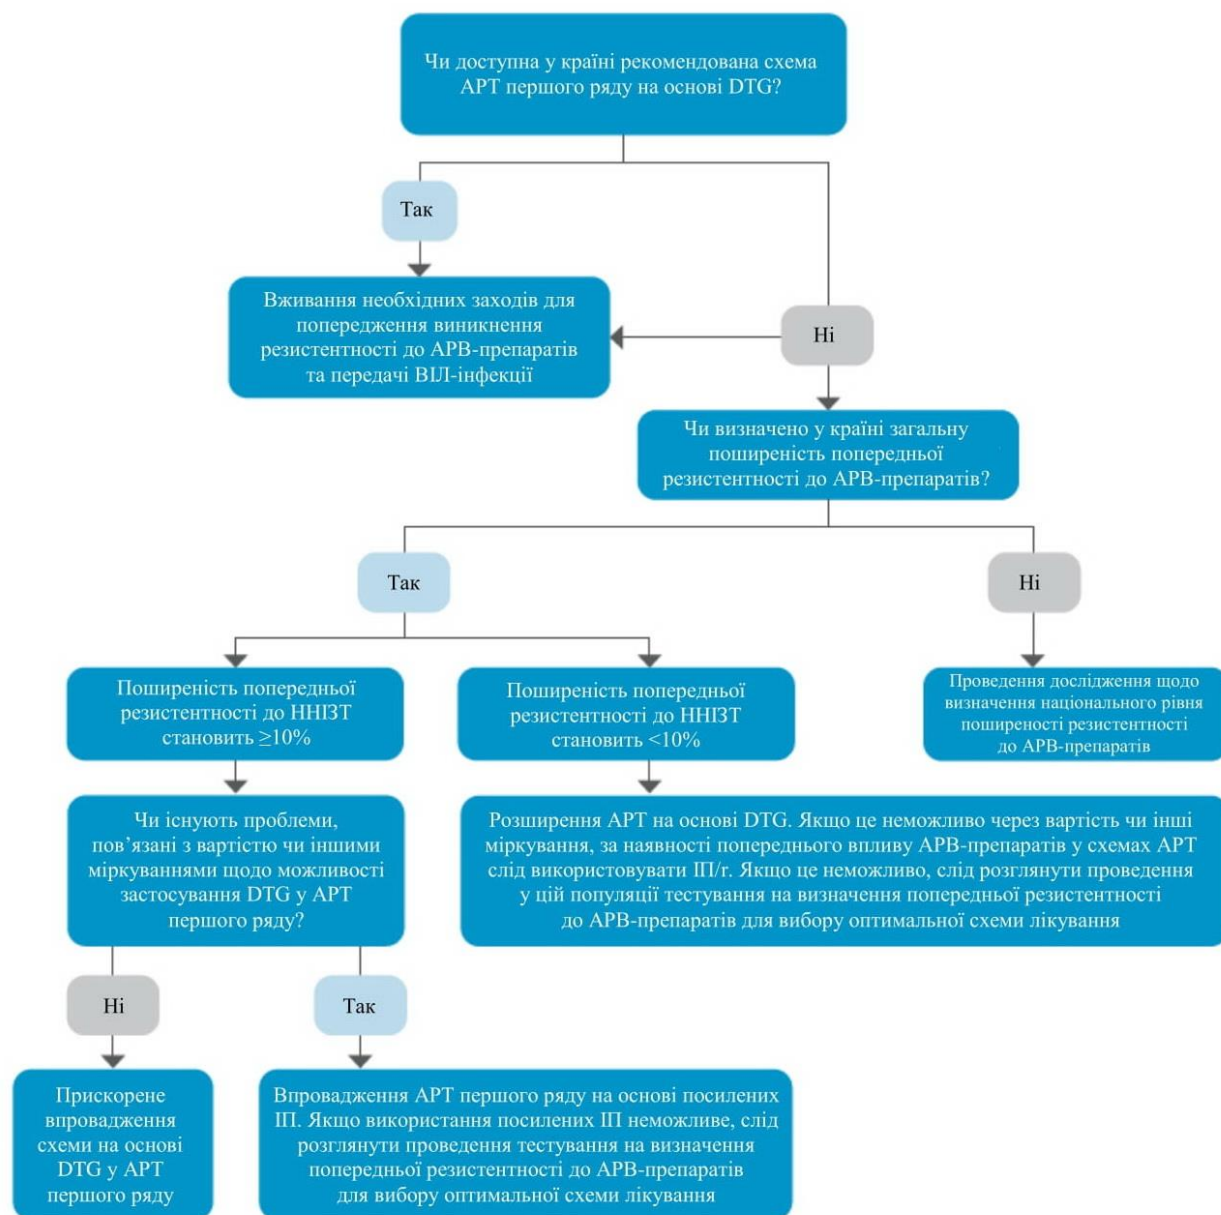 Чи доступна у країні рекомендована схема
АРТ першого ряду на основі DTG?
Так
Вживання необхідних заходів для
попередження виникнення
резистентності до АРВ-препаратів
та передачі ВІЛ-інфекції
Ні
Чи визначено у країні загальну
поширеність попередньої
резистентності до АРВ-препаратів?
Так
Ні
Поширеність попередньої
резистентності до ННІЗТ
становить ≥10%
Поширеність попередньої
резистентності до ННІЗТ
становить <10%
Проведення дослідження щодо
визначення національного рівня
поширеності резистентності
до АРВ-препаратів
Чи існують проблеми,
пов’язані з вартістю чи іншими
міркуваннями щодо можливості
застосування DTG у АРТ
першого ряду?
Розширення АРТ на основі DTG. Якщо це неможливо через вартість чи інші
міркування, за наявності попереднього впливу АРВ-препаратів у схемах АРТ
слід використовувати ІП/r. Якщо це неможливо, слід розглянути проведення
у цій популяції тестування на визначення попередньої резистентності
до АРВ-препаратів для вибору оптимальної схеми лікування
Ні
Так
Прискорене
впровадження
схеми на основі
DTG у АРТ
першого ряду
Впровадження АРТ першого ряду на основі посилених
ІП. Якщо використання посилених ІП неможливе, слід
розглянути проведення тестування на визначення
попередньої резистентності до АРВ-препаратів
для вибору оптимальної схеми лікування